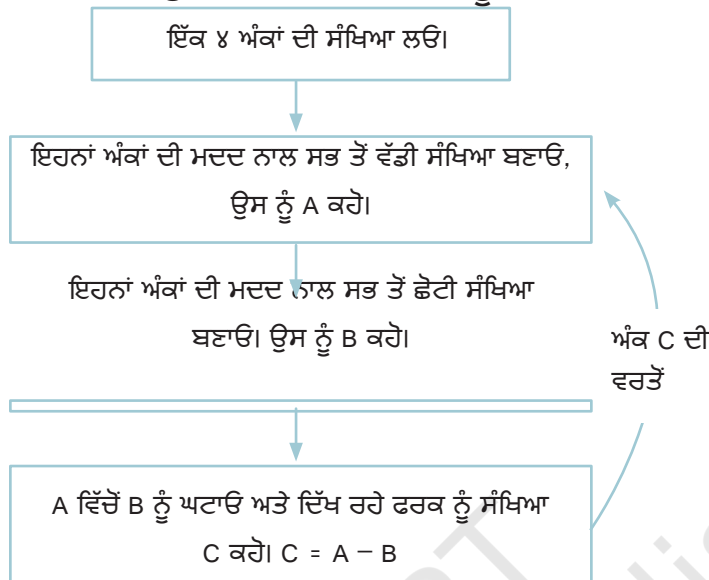 ਇੱਕ ੪ ਅੰਕਾਂ ਦੀ ਸੰਖਿਆ ਲਓ।
ਇਹਨਾਂ ਅੰਕਾਂ ਦੀ ਮਦਦ ਨਾਲ ਸਭ ਤੋਂ ਵੱਡੀ ਸੰਖਿਆ ਬਣਾਓ,
ਉਸ ਨੂੰ A ਕਹੋ।
ਇਹਨਾਂ ਅੰਕਾਂ ਦੀ ਮਦਦ ਨਾਲ ਸਭ ਤੋਂ ਛੋਟੀ ਸੰਖਿਆ
ਬਣਾਓ। ਉਸ ਨੂੰ B ਕਹੋ।
ਅੰਕ C ਦੀ
ਵਰਤੋਂ
A ਵਿੱਚੋਂ B ਨੂੰ ਘਟਾਓ ਅਤੇ ਦਿੱਖ ਰਹੇ ਫਰਕ ਨੂੰ ਸੰਖਿਆ
C ਕਹੋ। C = A – B